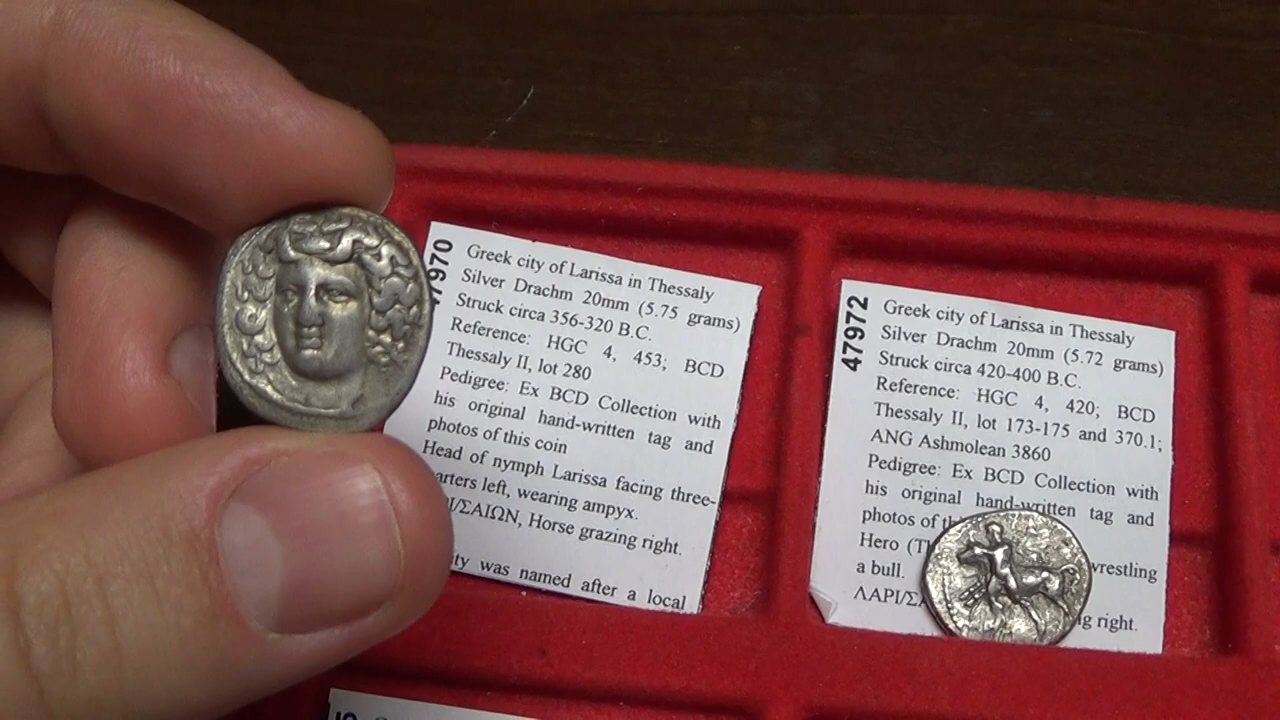 47970
Greek city of Larissa in Thessaly
Silver Drachm 20mm (5.75 grams)
Struck circa 356-320 B.C.
Reference: HGC 4, 453; BCD
Thessaly II, lot 280
Pedigree: Ex BCD Collection with
his original hand-written tag and
photos of this coin
Head of nymph Larissa facing three-
arters left, wearing ampyx.
Ι/ΣΑΙΩΝ, Horse grazing right.
ty was named after a local
47972
Greek city of Larissa in Thessaly
Silver Drachm 20mm (5.72 grams)
Struck circa 420-400 B.C.
Reference: HGC 4, 420; BCD
Thessaly II, lot 173-175 and 370.1;
ANG Ashmolean 3860
Pedigree: Ex BCD Collection with
his original hand-written tag and
photos of
Hero wrestling
a bull.
ΛΑΡΙ/ΣΑ right.